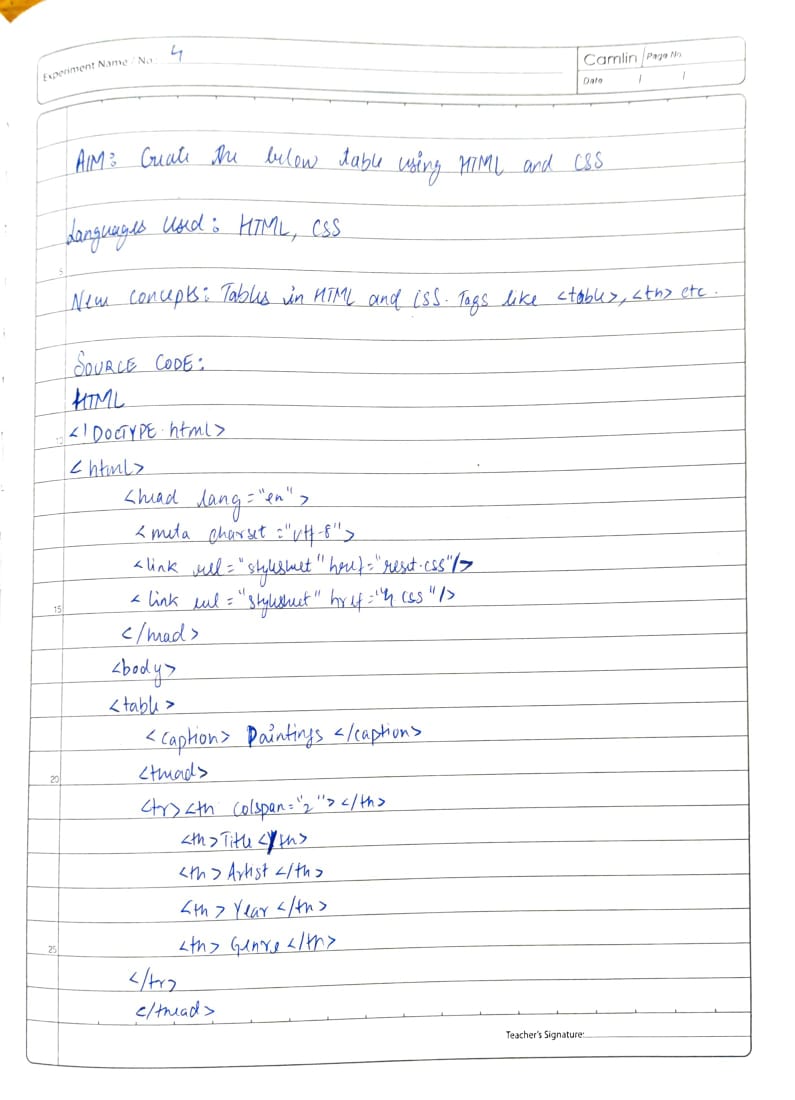 Experiment Name / No. 4
Camlin Page No.
Date / /
AIM: Create the below table using HTML and CSS
Languages Used: HTML, CSS
5
New concepts: Tables in HTML and CSS. Tags like <table>, <th> etc.
SOURCE CODE:
HTML
10 <!DOCTYPE html>
<html>
<head lang="en">
<meta charset="utf-8">
<link rel="stylesheet" href="reset.css"/>
15 <link rel="stylesheet" href="4.css"/>
</head>
<body>
<table>
<caption> Paintings </caption>
20 <thead>
<tr><th colspan="2"></th>
<th>Title</th>
<th> Artist </th>
<th> Year </th>
25 <th> Genre </th>
</tr>
</thead>
Teacher's Signature: